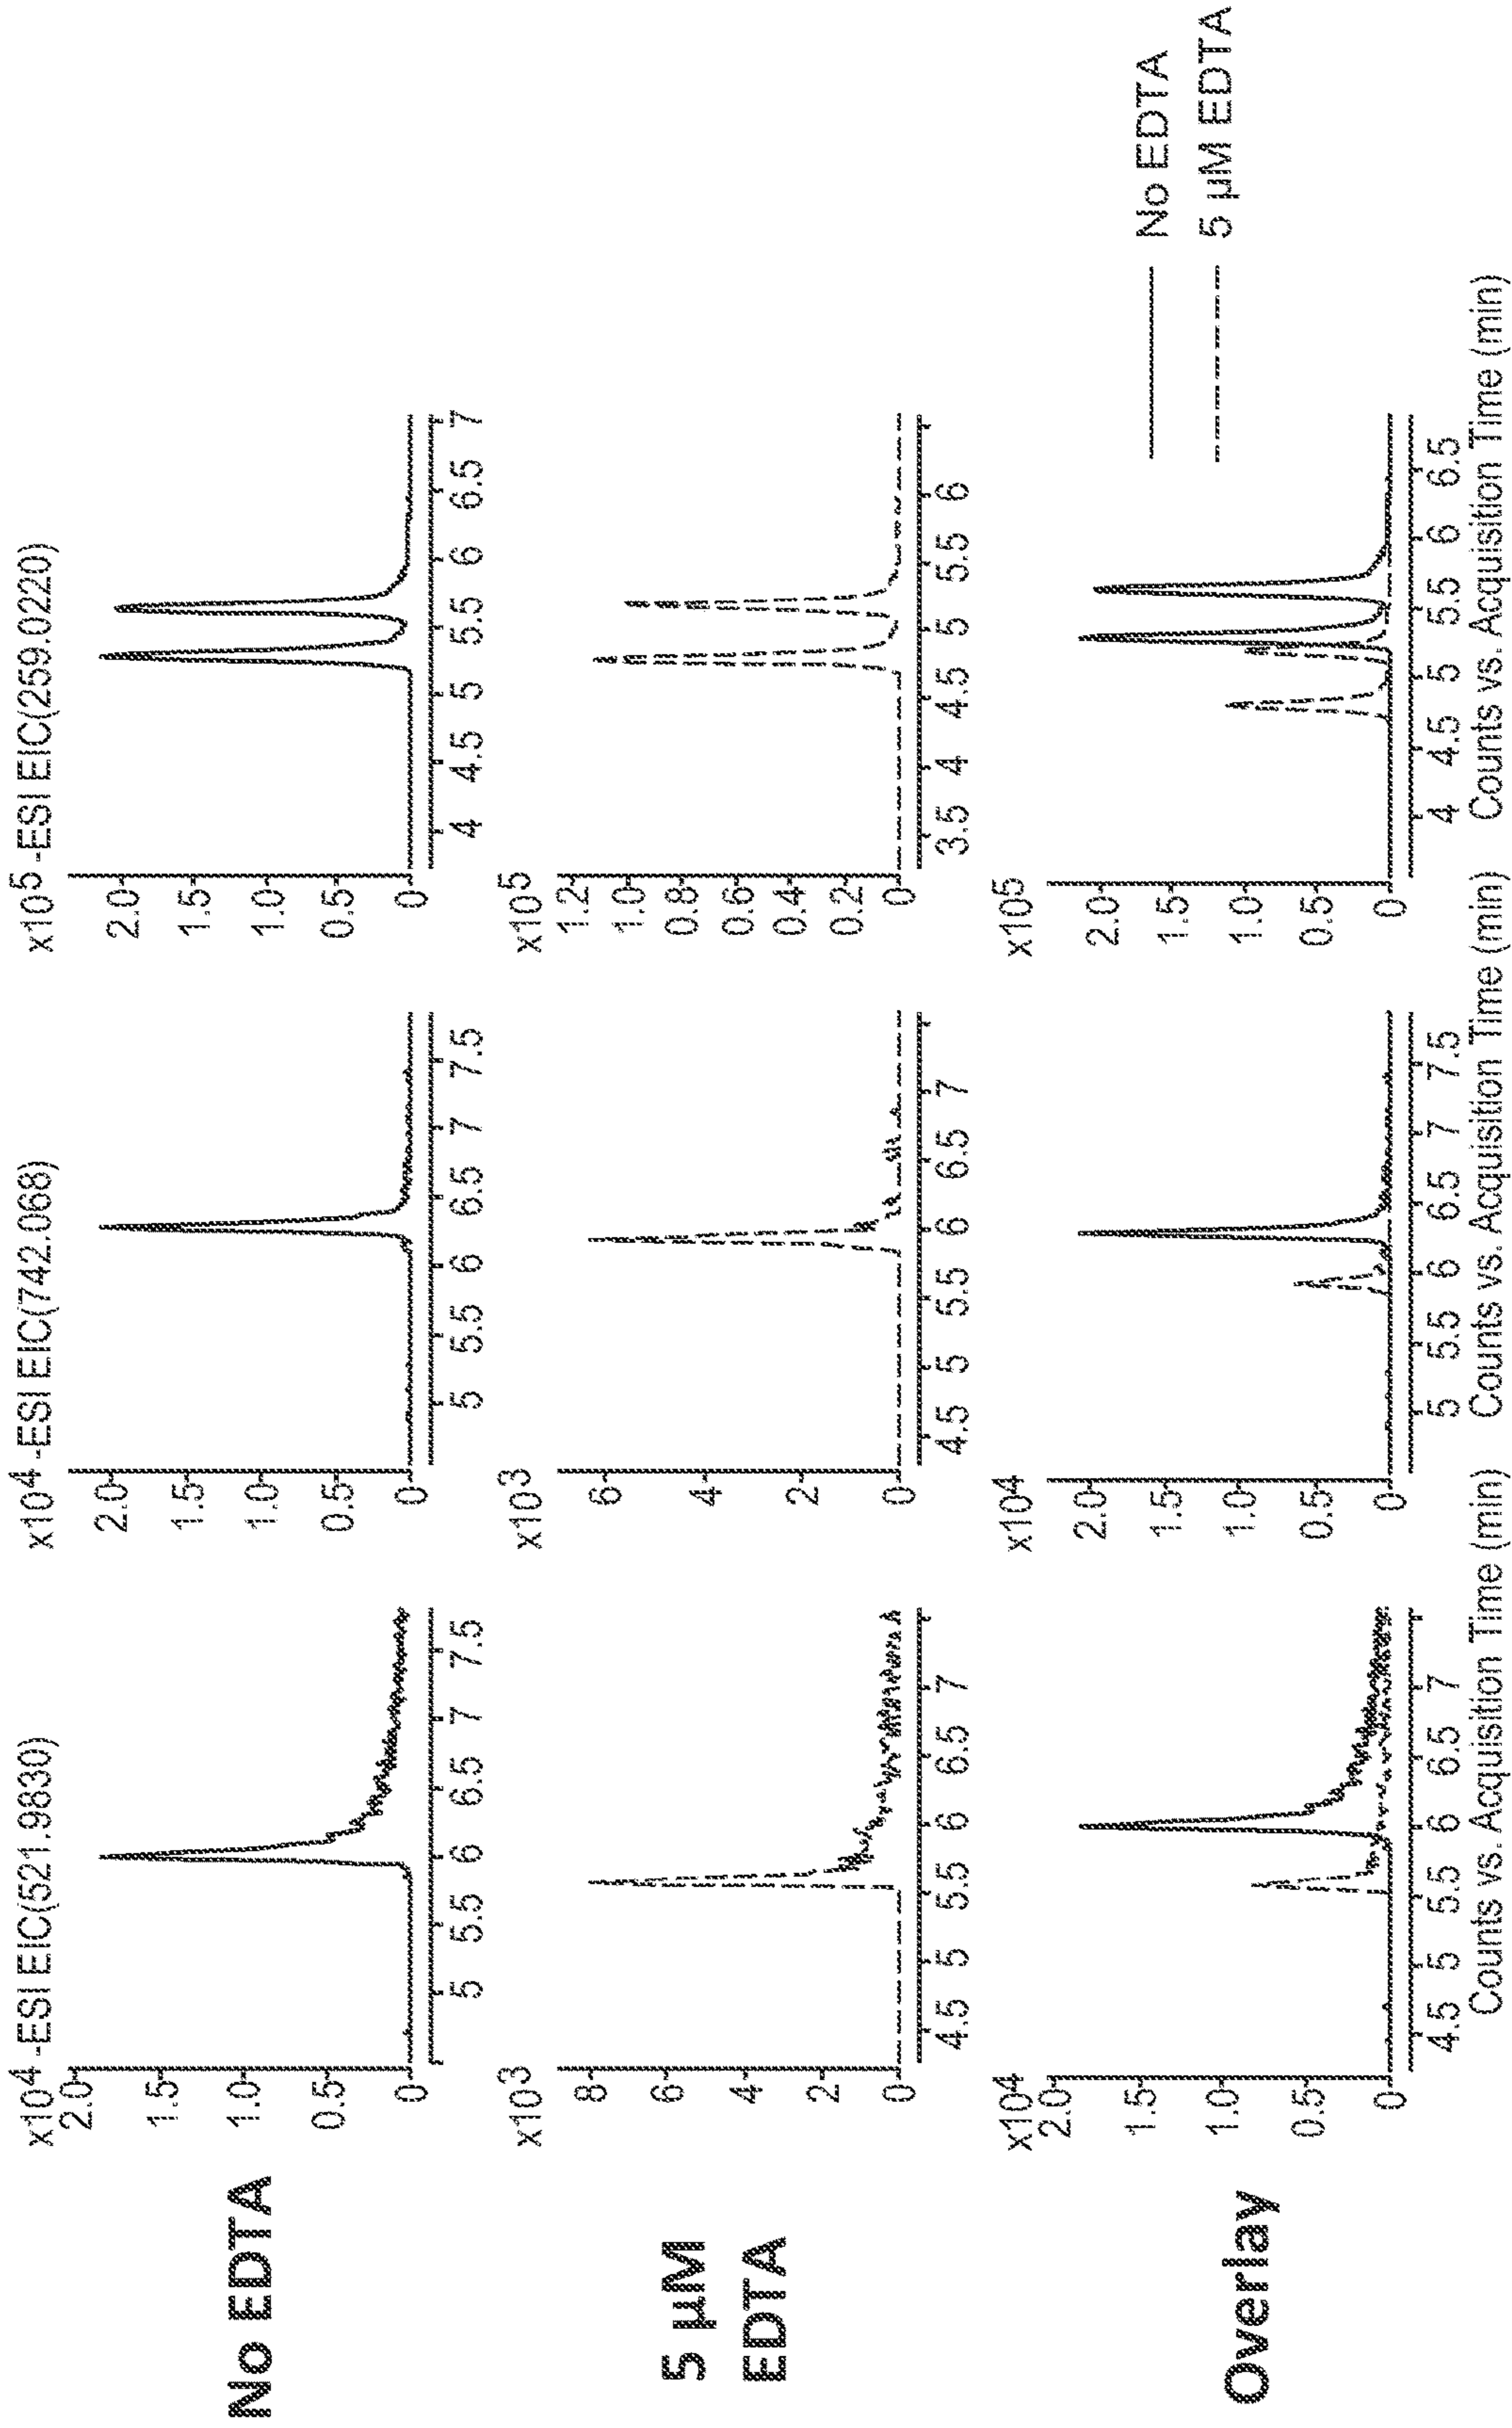 No EDTA
x10⁴ -ESI EIC(521.9830)
2.0
1.5
1.0
0.5
0
5 5.5 6 6.5 7 7.5
x10⁴ -ESI EIC(742.068)
2.0
1.5
1.0
0.5
0
5 5.5 6 6.5 7 7.5
x10⁵ -ESI EIC(259.0220)
2.0
1.5
1.0
0.5
0
4 4.5 5 5.5 6 6.5 7
5 µM
EDTA
x10³
8
6
4
2
0
4.5 5 5.5 6 6.5 7
x10³
6
4
2
0
4.5 5 5.5 6 6.5 7
x10⁵
1.2
1.0
0.8
0.6
0.4
0.2
0
3.5 4 4.5 5 5.5 6
Overlay
x10⁴
2.0
1.5
1.0
0.5
0
4.5 5 5.5 6 6.5 7
Counts vs. Acquisition Time (min)
x10⁴
2.0
1.5
1.0
0.5
0
5 5.5 6 6.5 7 7.5
Counts vs. Acquisition Time (min)
x10⁵
2.0
1.5
1.0
0.5
0
4 4.5 5 5.5 6 6.5
Counts vs. Acquisition Time (min)
No EDTA
5 µM EDTA